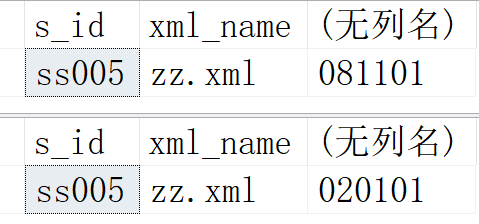 s_id xml_name (无列名)
ss005 zz.xml 081101
s_id xml_name (无列名)
ss005 zz.xml 020101